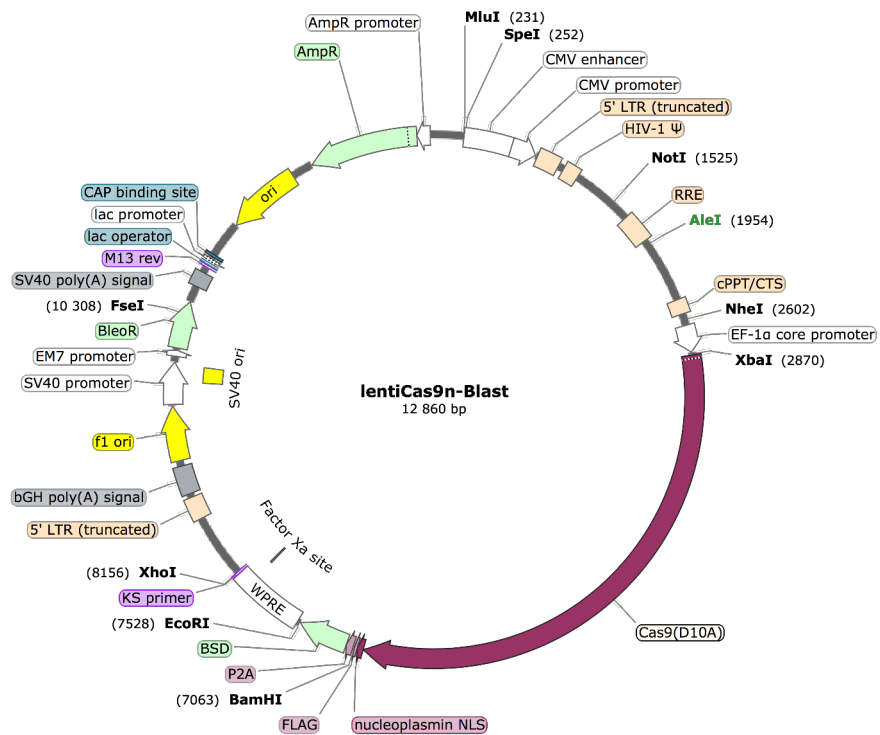 AmpR promoter
MluI (231)
SpeI (252)
AmpR
CMV enhancer
CMV promoter
5' LTR (truncated)
HIV-1 Ψ
NotI (1525)
ori
CAP binding site
RRE
lac promoter
AleI (1954)
lac operator
M13 rev
SV40 poly(A) signal
cPPT/CTS
(10 308) FseI
NheI (2602)
BleoR
EF-1α core promoter
EM7 promoter
XbaI (2870)
SV40 promoter
SV40 ori
lentiCas9n-Blast
12 860 bp
f1 ori
bGH poly(A) signal
5' LTR (truncated)
Factor Xa site
(8156) XhoI
KS primer
WPRE
(7528) EcoRI
Cas9(D10A)
BSD
P2A
(7063) BamHI
FLAG
nucleoplasmin NLS